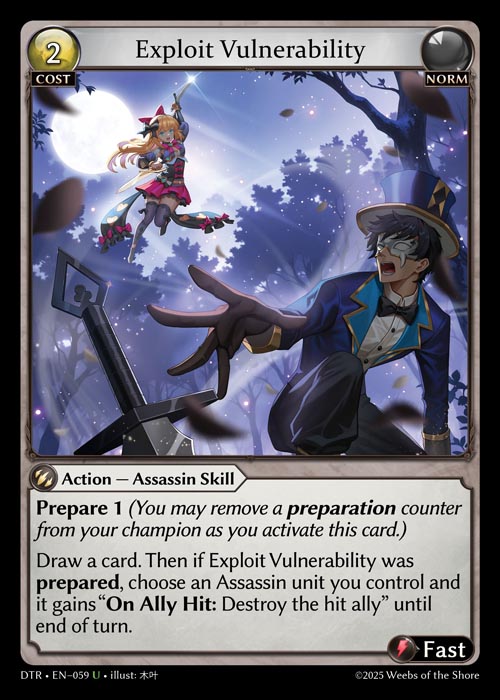 2
Exploit Vulnerability
COST
NORM
Action — Assassin Skill
Prepare 1 (You may remove a preparation counter
from your champion as you activate this card.)
Draw a card. Then if Exploit Vulnerability was
prepared, choose an Assassin unit you control and
it gains “On Ally Hit: Destroy the hit ally” until
end of turn.
Fast
DTR • EN-059 U • illust: 木叶
©2025 Weebs of the Shore